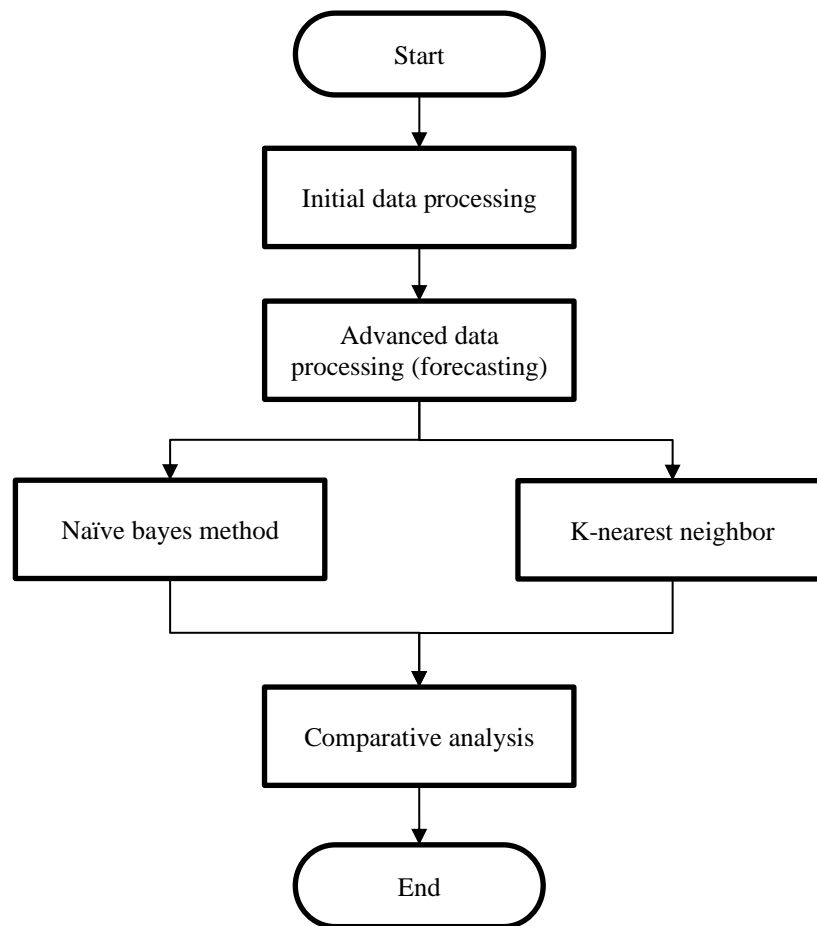 Start
Initial data processing
Advanced data
processing (forecasting)
Naïve bayes method
K-nearest neighbor
Comparative analysis
End